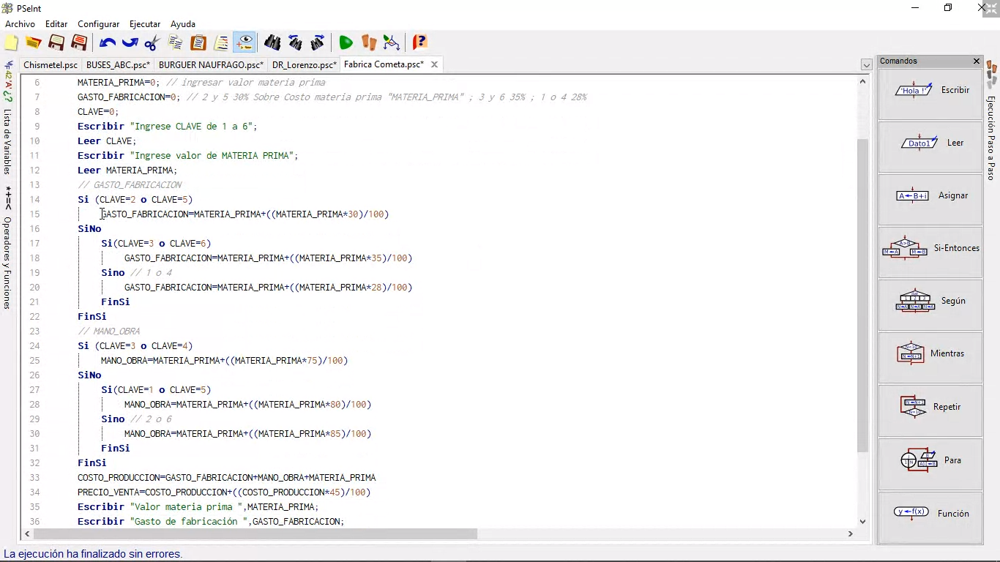 PSeInt
Archivo Editar Configurar Ejecutar Ayuda
Chismetel.psc BUSES_ABC.psc* BURGUER NAUFRAGO.psc* DR_Lorenzo.psc* Fabrica Cometa.psc*
6 MATERIA_PRIMA=0; // ingresar valor materia prima
7 GASTO_FABRICACION=0; // 2 y 5 30% Sobre Costo materia prima "MATERIA_PRIMA" ; 3 y 6 35% ; 1 o 4 28%
8 CLAVE=0;
9 Escribir "Ingrese CLAVE de 1 a 6";
10 Leer CLAVE;
11 Escribir "Ingrese valor de MATERIA PRIMA";
12 Leer MATERIA_PRIMA;
13 // GASTO_FABRICACION
14 Si (CLAVE=2 o CLAVE=5)
15 GASTO_FABRICACION=MATERIA_PRIMA+((MATERIA_PRIMA*30)/100)
16 SiNo
17 Si(CLAVE=3 o CLAVE=6)
18 GASTO_FABRICACION=MATERIA_PRIMA+((MATERIA_PRIMA*35)/100)
19 Sino // 1 o 4
20 GASTO_FABRICACION=MATERIA_PRIMA+((MATERIA_PRIMA*28)/100)
21 FinSi
22 FinSi
23 // MANO_OBRA
24 Si (CLAVE=3 o CLAVE=4)
25 MANO_OBRA=MATERIA_PRIMA+((MATERIA_PRIMA*75)/100)
26 SiNo
27 Si(CLAVE=1 o CLAVE=5)
28 MANO_OBRA=MATERIA_PRIMA+((MATERIA_PRIMA*80)/100)
29 Sino // 2 o 6
30 MANO_OBRA=MATERIA_PRIMA+((MATERIA_PRIMA*85)/100)
31 FinSi
32 FinSi
33 COSTO_PRODUCCION=GASTO_FABRICACION+MANO_OBRA+MATERIA_PRIMA
34 PRECIO_VENTA=COSTO_PRODUCCION+((COSTO_PRODUCCION*45)/100)
35 Escribir "Valor materia prima ",MATERIA_PRIMA;
36 Escribir "Gasto de fabricación ",GASTO_FABRICACION;
La ejecución ha finalizado sin errores.
42 'A' ¿? Lista de Variables
*+=< Operadores y Funciones
Comandos
'Hola !' Escribir
Dato1 Leer
A←B+i Asignar
A>B M←A M←B Si-Entonces
Según
Mientras
Repetir
Para
y←f(x) Función
Ejecución Paso a Paso